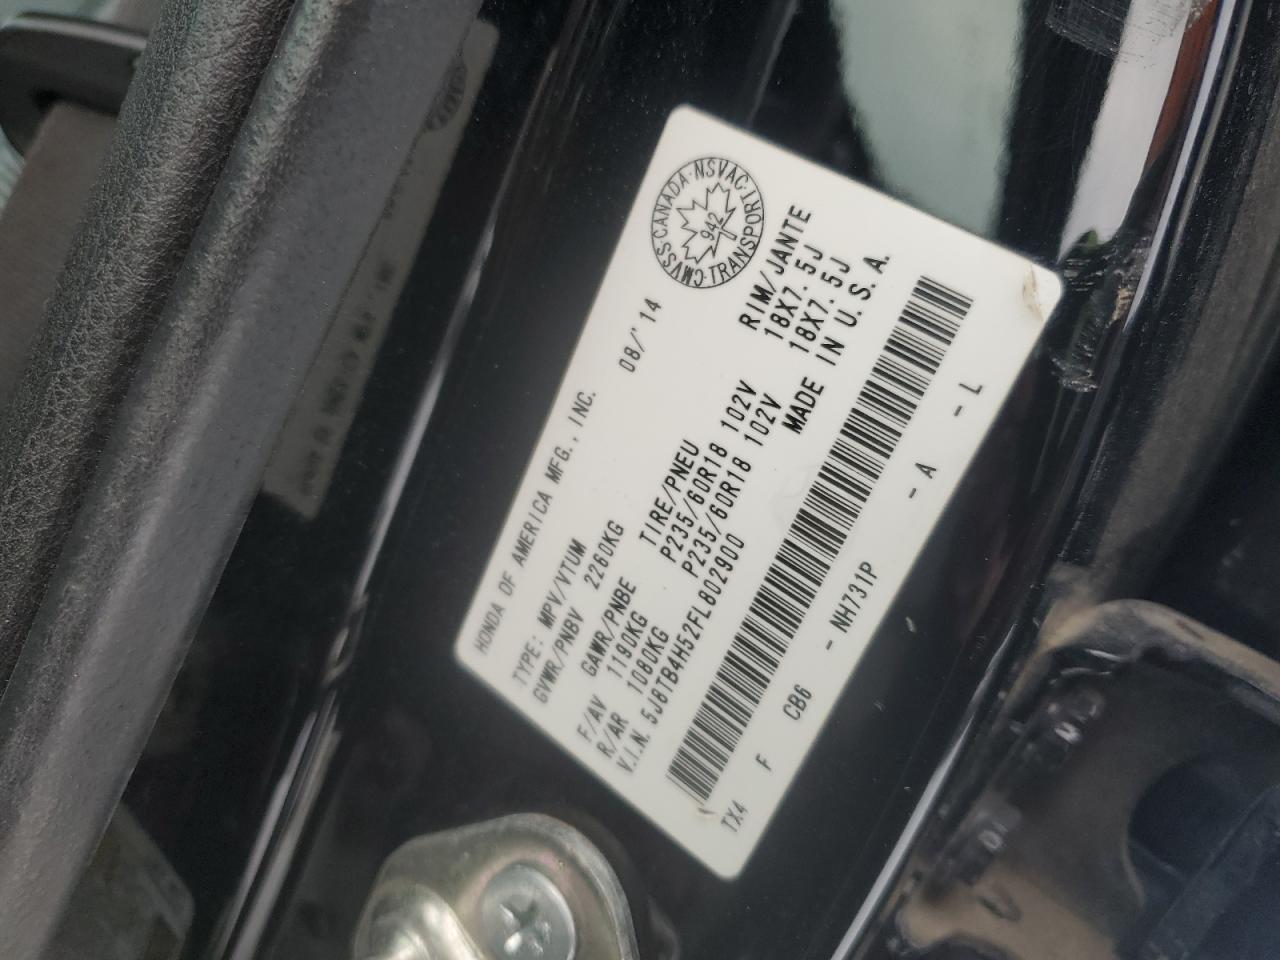 HONDA OF AMERICA MFG., INC. 08/'14
CMVSS CANADA·NSVAC·TRANSPORT·TRANSPORT
942
TYPE: MPV/VTUM
GVWR/PNBV 2260KG
GAWR/PNBE TIRE/PNEU RIM/JANTE
F/AV 1190KG P235/60R18 102V 18X7.5J
R/AR 1080KG P235/60R18 102V 18X7.5J
V.I.N. 5J8TB4H52FL802900 MADE IN U.S.A.
TX4 F CB6 - NH731P - A - L